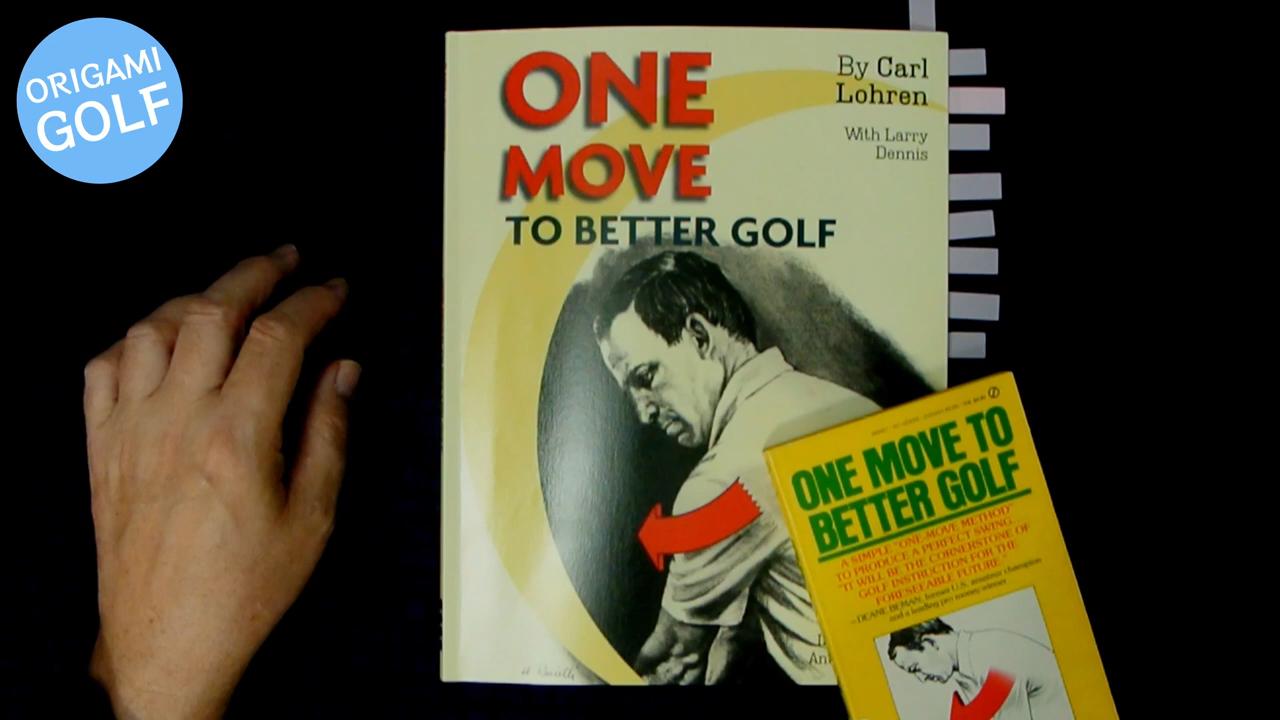 ORIGAMI
GOLF
ONE
MOVE
TO BETTER GOLF
By Carl
Lohren
With Larry
Dennis
ONE MOVE TO
BETTER GOLF
A SIMPLE "ONE-MOVE METHOD"
TO PRODUCE A PERFECT SWING.
"IT WILL BE THE CORNERSTONE OF
GOLF INSTRUCTION FOR THE
FORESEEABLE FUTURE."
—DEANE BEMAN, former U.S. amateur champion
and a leading pro money-winner